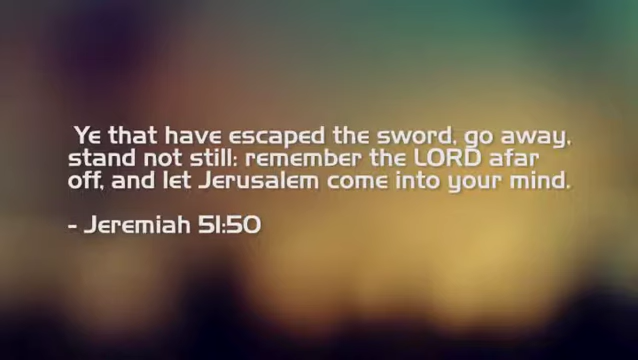 Ye that have escaped the sword, go away,
stand not still: remember the LORD afar
off, and let Jerusalem come into your mind.
- Jeremiah 51:50